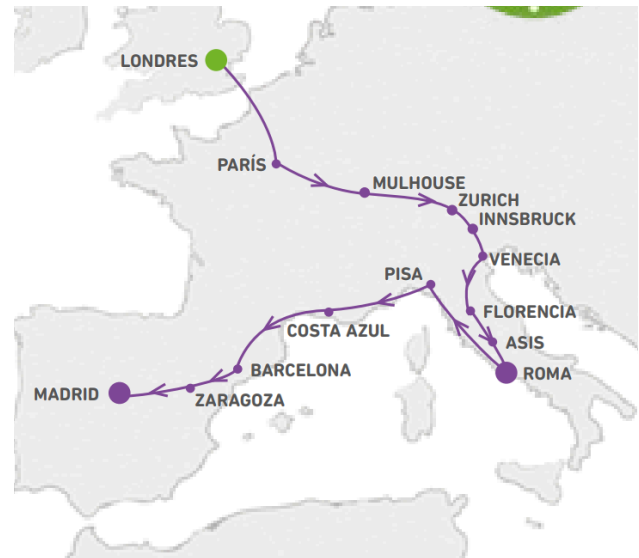 LONDRES
PARÍS
MULHOUSE
ZURICH
INNSBRUCK
VENECIA
PISA
FLORENCIA
COSTA AZUL
ASIS
BARCELONA
ROMA
MADRID
ZARAGOZA